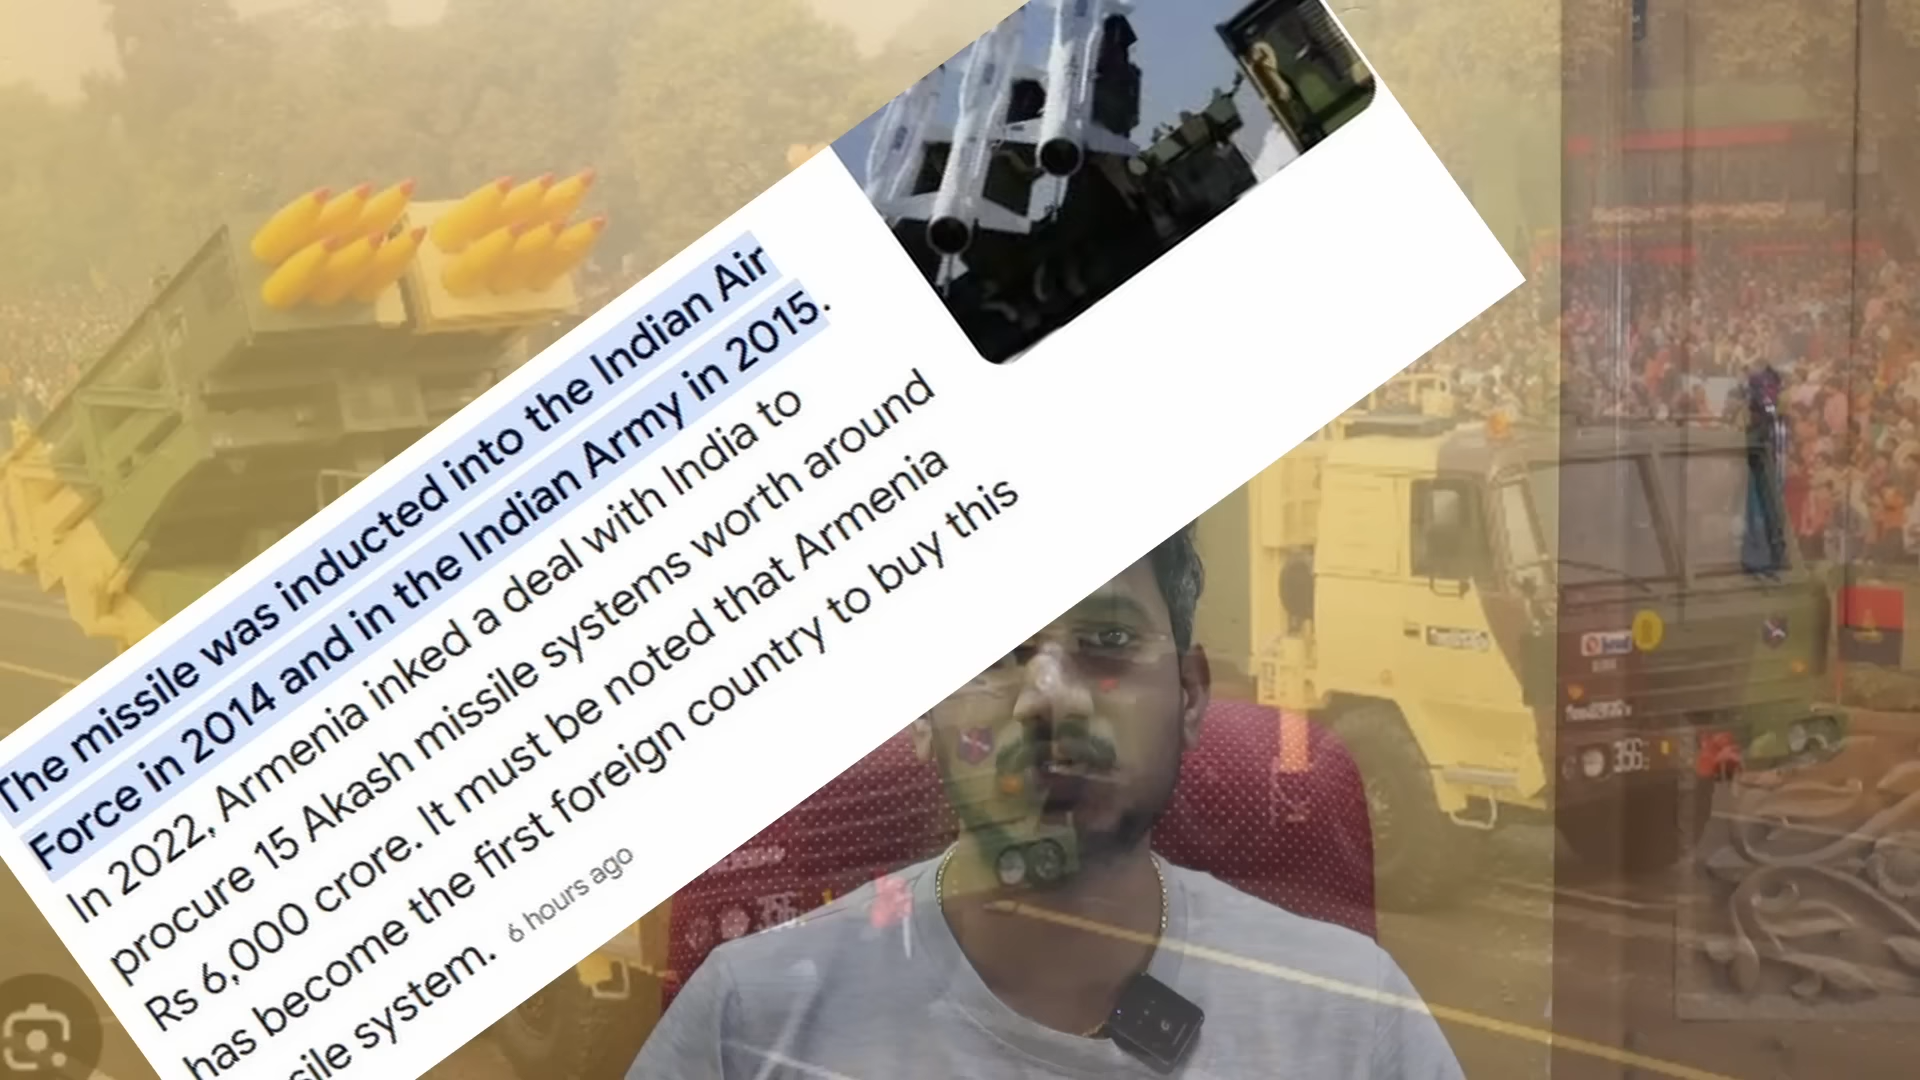 The missile was inducted into the Indian Air
Force in 2014 and in the Indian Army in 2015.
In 2022, Armenia inked a deal with India to
procure 15 Akash missile systems worth around
Rs 6,000 crore. It must be noted that Armenia
has become the first foreign country to buy this
sile system. 6 hours ago